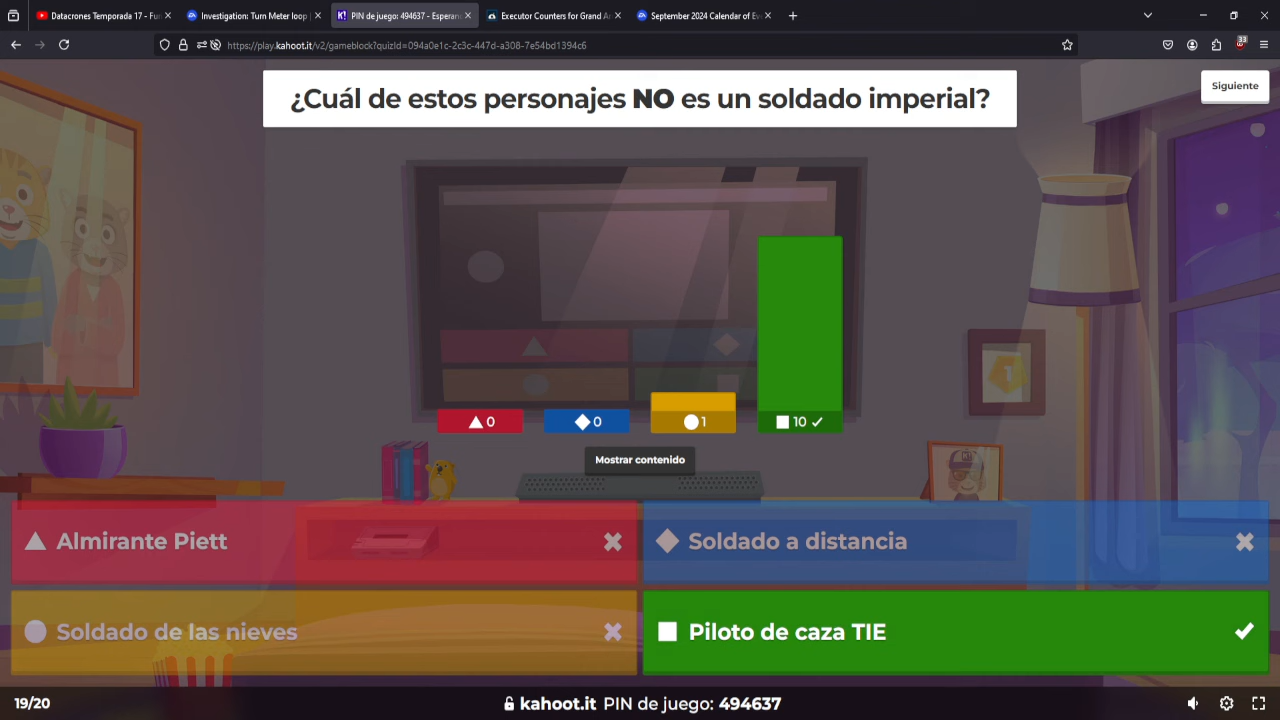 Datacrones Temporada 17 - Fu
Investigation: Turn Meter loop |
K! PIN de juego: 494637 - Esperan
Executor Counters for Grand A
September 2024 Calendar of Eve
https://play.kahoot.it/v2/gameblock?quizId=094a0e1c-2c3c-447d-a308-7e54bd1394c6
33
¿Cuál de estos personajes NO es un soldado imperial?
Siguiente
0
0
1
10
Mostrar contenido
Almirante Piett
Soldado a distancia
Soldado de las nieves
Piloto de caza TIE
19/20
kahoot.it PIN de juego: 494637